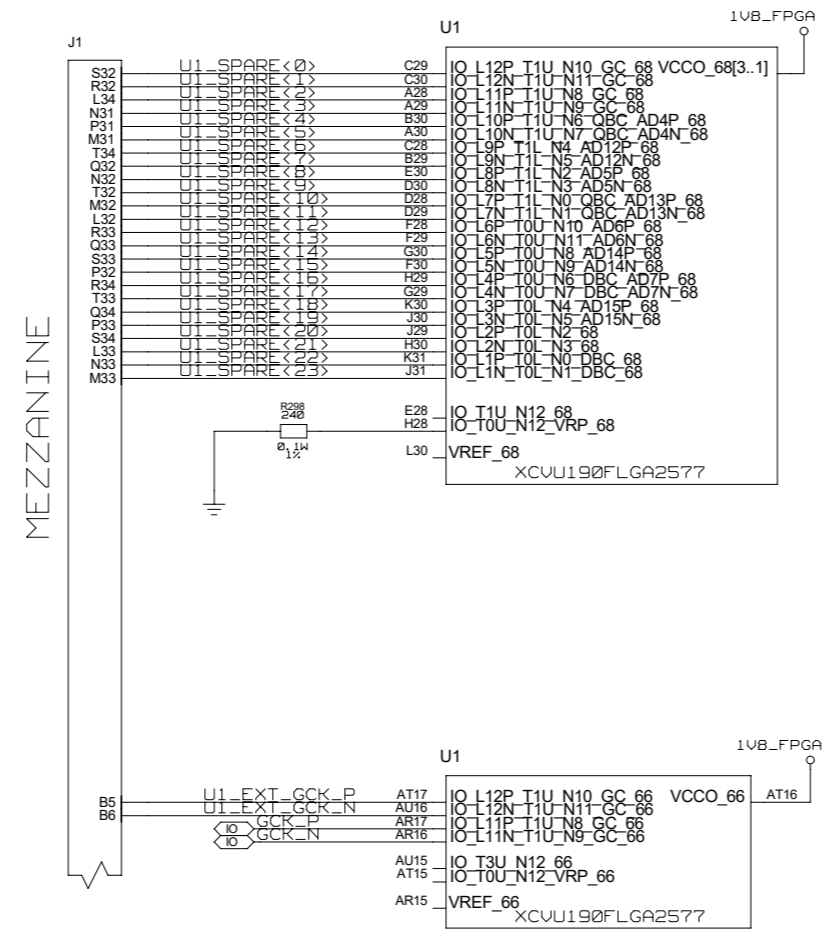 1V8_FPGA
U1
J1
S32 U1_SPARE<0> C29 IO_L12P_T1U_N10_GC_68 VCCO_68[3..1]
R32 U1_SPARE<1> C30 IO_L12N_T1U_N11_GC_68
L34 U1_SPARE<2> A28 IO_L11P_T1U_N8_GC_68
N31 U1_SPARE<3> A29 IO_L11N_T1U_N9_GC_68
P31 U1_SPARE<4> B30 IO_L10P_T1U_N6_QBC_AD4P_68
M31 U1_SPARE<5> A30 IO_L10N_T1U_N7_QBC_AD4N_68
T34 U1_SPARE<6> C28 IO_L9P_T1L_N4_AD12P_68
Q32 U1_SPARE<7> B29 IO_L9N_T1L_N5_AD12N_68
N32 U1_SPARE<8> E30 IO_L8P_T1L_N2_AD5P_68
T32 U1_SPARE<9> D30 IO_L8N_T1L_N3_AD5N_68
M32 U1_SPARE<10> D28 IO_L7P_T1L_N0_QBC_AD13P_68
L32 U1_SPARE<11> D29 IO_L7N_T1L_N1_QBC_AD13N_68
R33 U1_SPARE<12> F28 IO_L6P_T0U_N10_AD6P_68
Q33 U1_SPARE<13> F29 IO_L6N_T0U_N11_AD6N_68
S33 U1_SPARE<14> G30 IO_L5P_T0U_N8_AD14P_68
P32 U1_SPARE<15> F30 IO_L5N_T0U_N9_AD14N_68
R34 U1_SPARE<16> H29 IO_L4P_T0U_N6_DBC_AD7P_68
T33 U1_SPARE<17> G29 IO_L4N_T0U_N7_DBC_AD7N_68
Q34 U1_SPARE<18> K30 IO_L3P_T0L_N4_AD15P_68
P33 U1_SPARE<19> J30 IO_L3N_T0L_N5_AD15N_68
S34 U1_SPARE<20> J29 IO_L2P_T0L_N2_68
L33 U1_SPARE<21> H30 IO_L2N_T0L_N3_68
N33 U1_SPARE<22> K31 IO_L1P_T0L_N0_DBC_68
M33 U1_SPARE<23> J31 IO_L1N_T0L_N1_DBC_68
MEZZANINE
R298
240
0.1W
1%
E28 IO_T1U_N12_68
H28 IO_T0U_N12_VRP_68
L30 VREF_68
XCVU190FLGA2577
1V8_FPGA
U1
B5 U1_EXT_GCK_P AT17 IO_L12P_T1U_N10_GC_66 VCCO_66 AT16
B6 U1_EXT_GCK_N AU16 IO_L12N_T1U_N11_GC_66
IO GCK_P AR17 IO_L11P_T1U_N8_GC_66
IO GCK_N AR16 IO_L11N_T1U_N9_GC_66
AU15 IO_T3U_N12_66
AT15 IO_T0U_N12_VRP_66
AR15 VREF_66
XCVU190FLGA2577